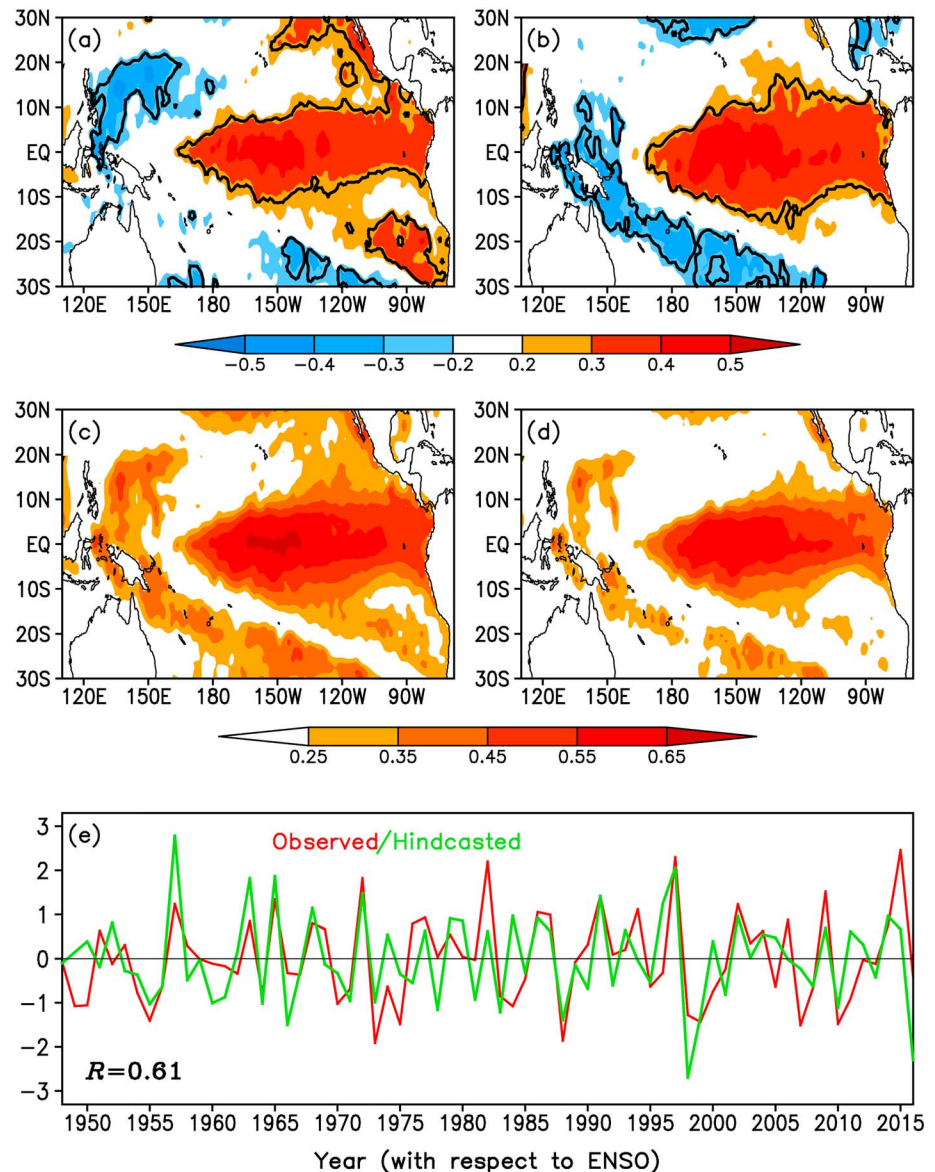 30N (a) 30N (b)
20N 20N
10N 10N
EQ EQ
10S 10S
20S 20S
30S 30S
120E 150E 180 150W 120W 90W 120E 150E 180 150W 120W 90W
-0.5 -0.4 -0.3 -0.2 0.2 0.3 0.4 0.5
30N (c) 30N (d)
20N 20N
10N 10N
EQ EQ
10S 10S
20S 20S
30S 30S
120E 150E 180 150W 120W 90W 120E 150E 180 150W 120W 90W
0.25 0.35 0.45 0.55 0.65
3 (e) Observed/Hindcasted
2
1
0
-1
-2
-3
R=0.61
1950 1955 1960 1965 1970 1975 1980 1985 1990 1995 2000 2005 2010 2015
Year (with respect to ENSO)